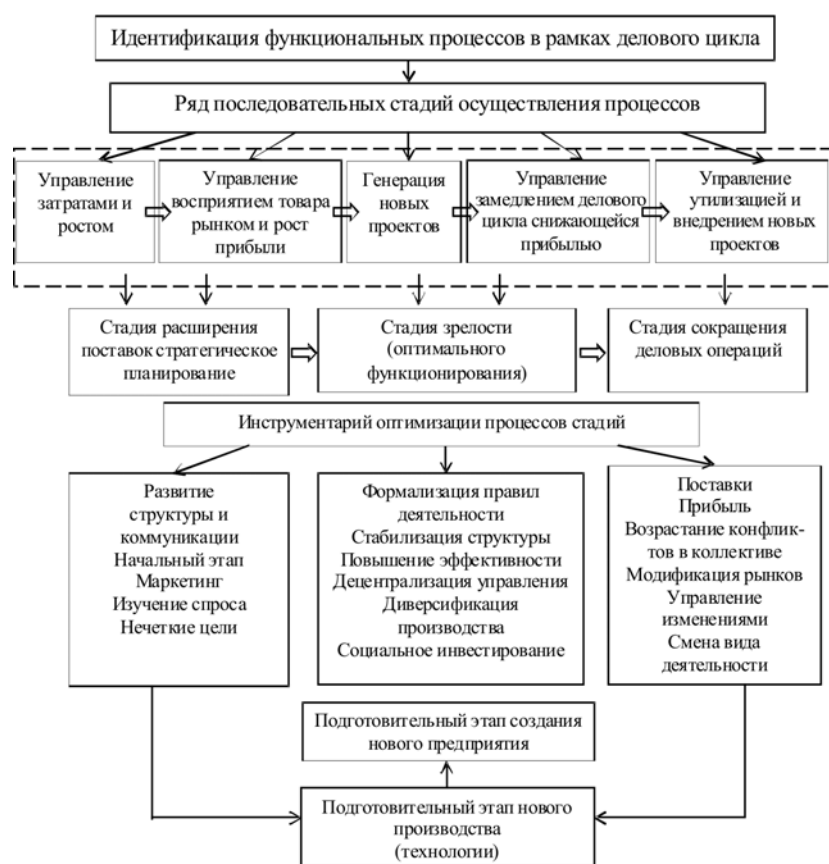 Идентификация функциональных процессов в рамках делового цикла
Ряд последовательных стадий осуществления процессов
Управление
затратами и
ростом
Управление
восприятием товара
рынком и рост
прибыли
Генерация
новых
проектов
Управление
замедлением делового
цикла снижающейся
прибылью
Управление
утилизацией и
внедрением новых
проектов
Стадия расширения
поставок стратегическое
планирование
Стадия зрелости
(оптимального
функционирования)
Стадия сокращения
деловых операций
Инструментарий оптимизации процессов стадий
Развитие
структуры и
коммуникации
Начальный этап
Маркетинг
Изучение спроса
Нечеткие цели
Формализация правил
деятельности
Стабилизация структуры
Повышение эффективности
Децентрализация управления
Диверсификация
производства
Социальное инвестирование
Поставки
Прибыль
Возрастание конфлик-
тов в коллективе
Модификация рынков
Управление
изменениями
Смена вида
деятельности
Подготовительный этап создания
нового предприятия
Подготовительный этап нового
производства
(технологии)